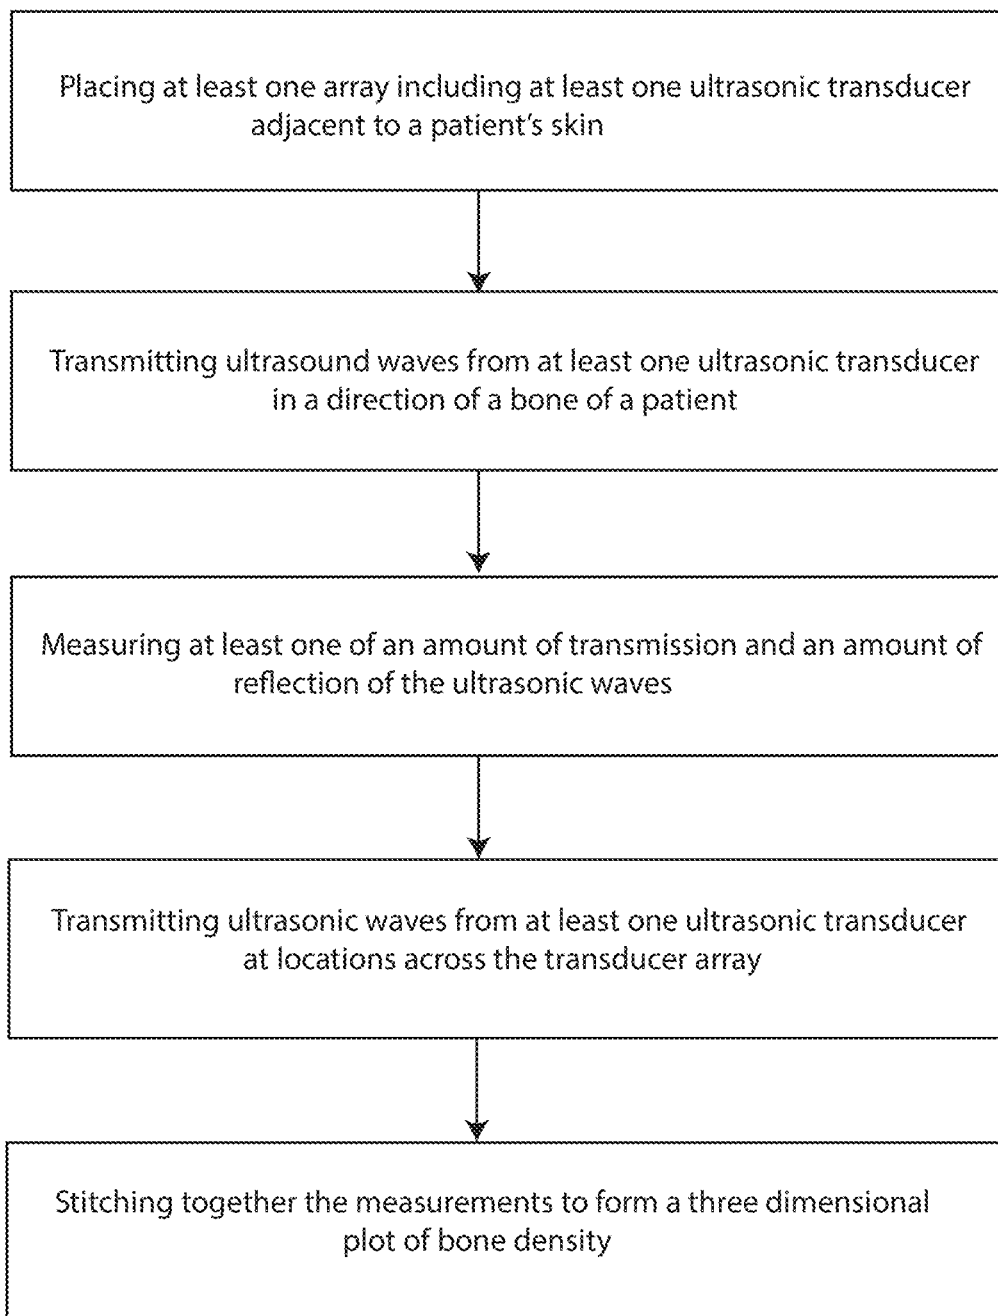 Placing at least one array including at least one ultrasonic transducer
adjacent to a patient's skin
Transmitting ultrasound waves from at least one ultrasonic transducer
in a direction of a bone of a patient
Measuring at least one of an amount of transmission and an amount of
reflection of the ultrasonic waves
Transmitting ultrasonic waves from at least one ultrasonic transducer
at locations across the transducer array
Stitching together the measurements to form a three dimensional
plot of bone density